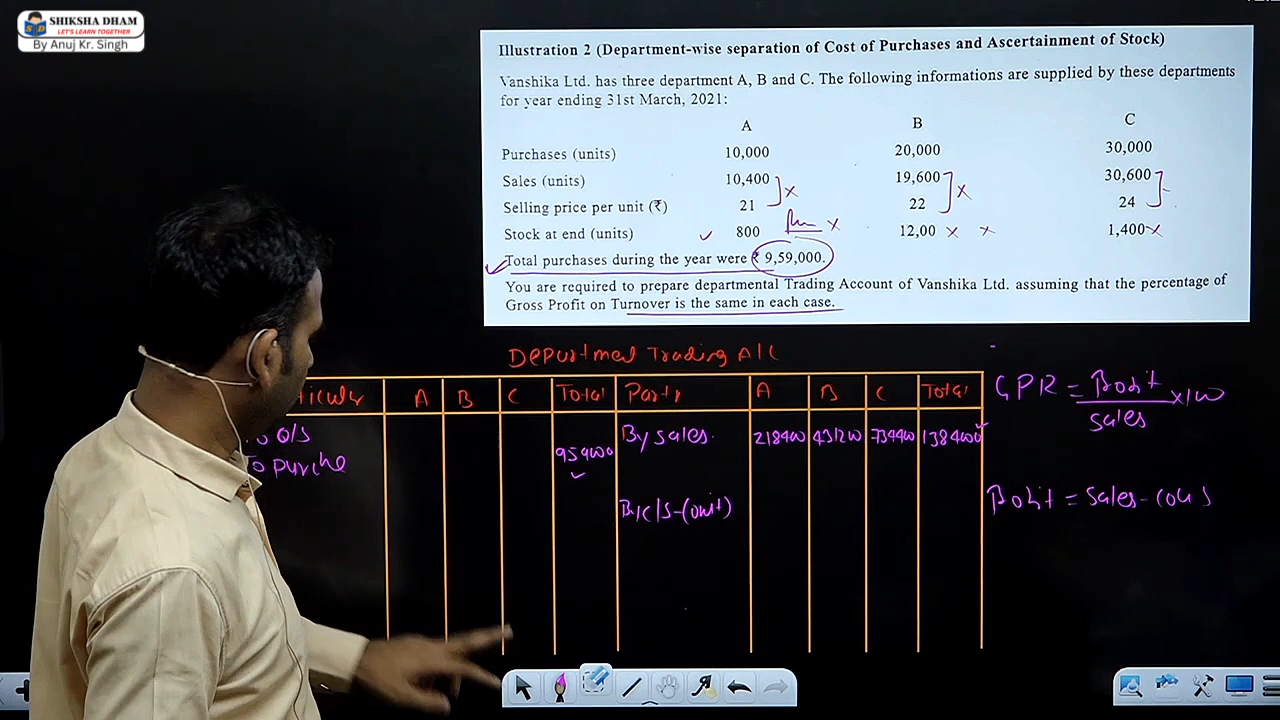 SHIKSHA DHAM
LET'S LEARN TOGETHER
By Anuj Kr. Singh
Illustration 2 (Department-wise separation of Cost of Purchases and Ascertainment of Stock)
Vanshika Ltd. has three department A, B and C. The following informations are supplied by these departments
for year ending 31st March, 2021:
A B C
Purchases (units) 10,000 20,000 30,000
Sales (units) 10,400 19,600 30,600
Selling price per unit (₹) 21 22 24
Stock at end (units) 800 12,00 1,400
Total purchases during the year were ₹ 9,59,000.
You are required to prepare departmental Trading Account of Vanshika Ltd. assuming that the percentage of
Gross Profit on Turnover is the same in each case.
Trading A/c
ticular A B C Total A B C Total
o/s By sales 218400 431200 734400 1384000
959000
By c/s-(unit)
GPR = Profit / sales x100
Profit = Sales -